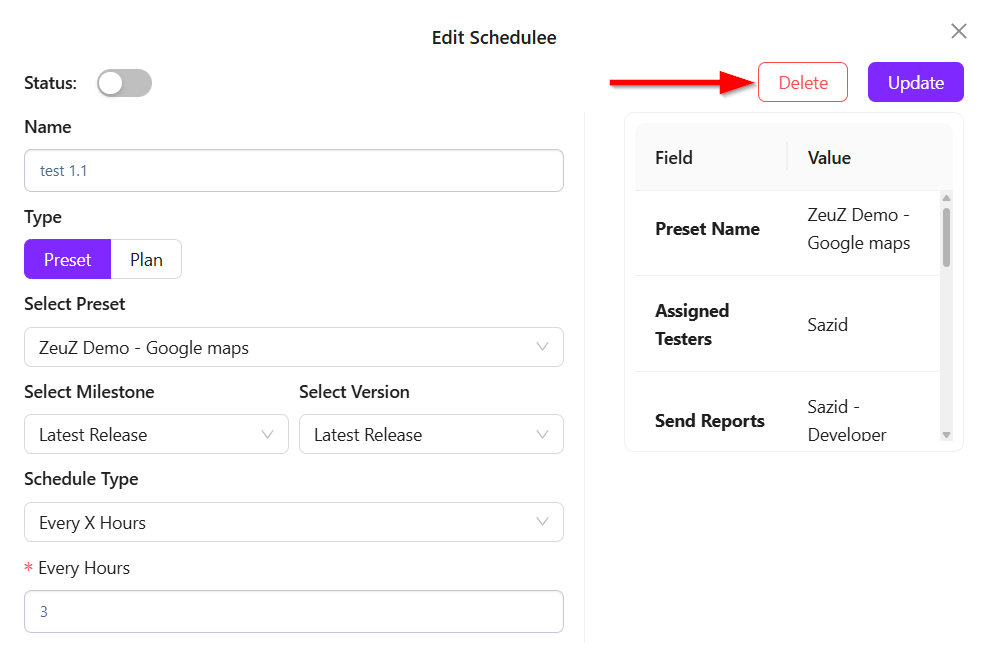 Edit Schedulee
Status:
Delete
Update
Name
test 1.1
Type
Preset
Plan
Select Preset
ZeuZ Demo - Google maps
Select Milestone
Select Version
Latest Release
Latest Release
Schedule Type
Every X Hours
* Every Hours
3
Field
Value
Preset Name
ZeuZ Demo -
Google maps
Assigned
Testers
Sazid
Send Reports
Sazid -
Developer